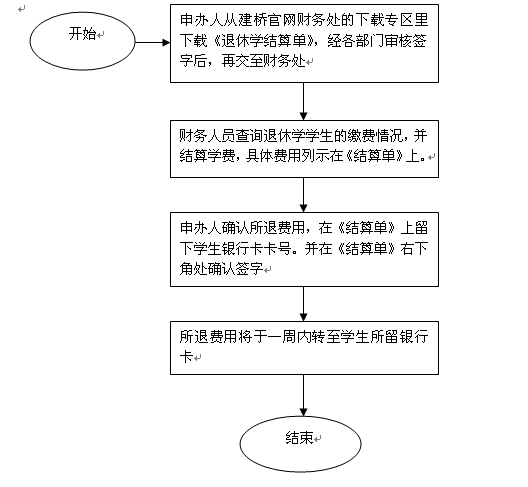 开始
申办人从建桥官网财务处的下载专区里
下载《退休学结算单》，经各部门审核签
字后，再交至财务处
财务人员查询退休学学生的缴费情况，并
结算学费，具体费用列示在《结算单》上。
申办人确认所退费用，在《结算单》上留
下学生银行卡卡号。并在《结算单》右下
角处确认签字
所退费用将于一周内转至学生所留银行
卡
结束